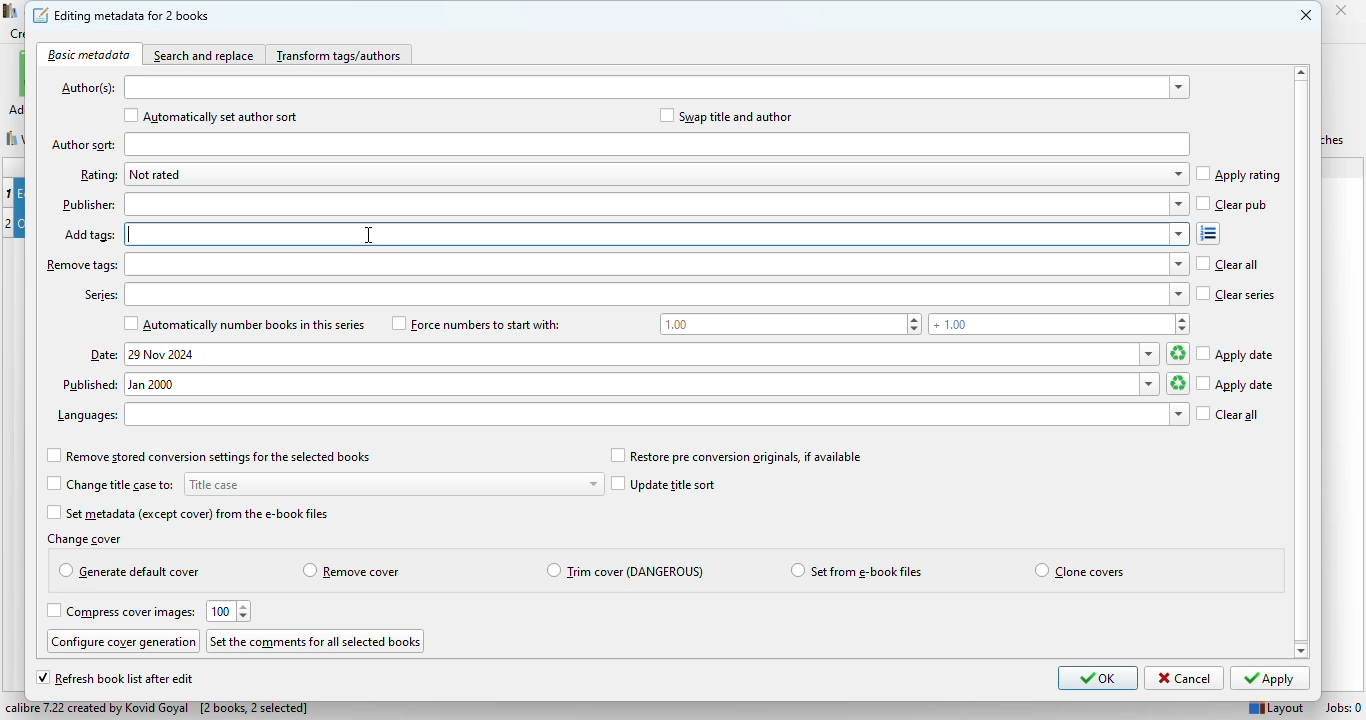 Editing metadata for 2 books
Cre
Basic metadata Search and replace Transform tags/authors
Author(s):
Ad
Automatically set author sort Swap title and author
ches
Author sort:
Rating: Not rated Apply rating
1 E
Publisher: Clear pub
2 O
Add tags:
Remove tags: Clear all
Series: Clear series
Automatically number books in this series Force numbers to start with: 1.00 + 1.00
Date: 29 Nov 2024 Apply date
Published: Jan 2000 Apply date
Languages: Clear all
Remove stored conversion settings for the selected books Restore pre conversion originals, if available
Change title case to: Title case Update title sort
Set metadata (except cover) from the e-book files
Change cover
Generate default cover Remove cover Trim cover (DANGEROUS) Set from e-book files Clone covers
Compress cover images: 100
Configure cover generation Set the comments for all selected books
Refresh book list after edit OK Cancel Apply
calibre 7.22 created by Kovid Goyal [2 books, 2 selected] Layout Jobs: 0